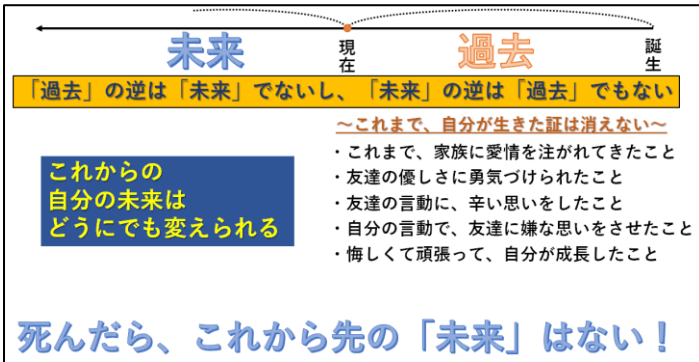 未来
現在
過去
誕生
「過去」の逆は「未来」でないし、「未来」の逆は「過去」でもない
～これまで、自分が生きた証は消えない～
・これまで、家族に愛情を注がれてきたこと
・友達の優しさに勇気づけられたこと
・友達の言動に、辛い思いをしたこと
・自分の言動で、友達に嫌な思いをさせたこと
・悔しくて頑張って、自分が成長したこと
これからの
自分の未来は
どうにでも変えられる
死んだら、これから先の「未来」はない！